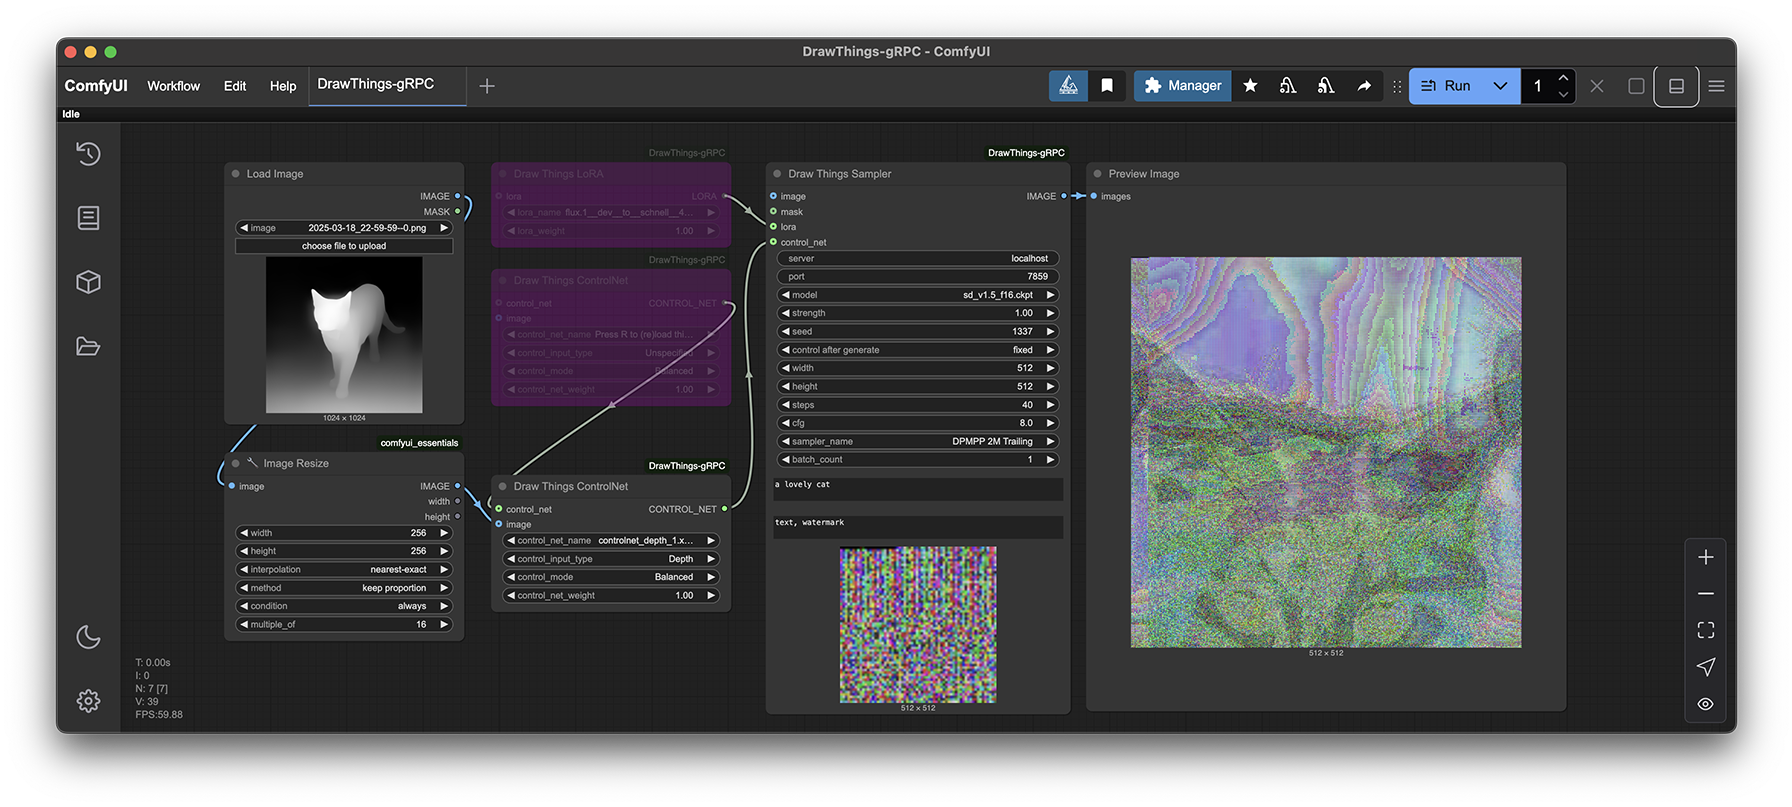 DrawThings-gRPC - ComfyUI
ComfyUI Workflow Edit Help DrawThings-gRPC
Manager Run 1
Idle
Load Image
IMAGE
MASK
image 2025-03-18_22-59-59--0.png
choose file to upload
1024 × 1024
comfyui_essentials
Image Resize
image IMAGE
width
height
width 256
height 256
interpolation nearest-exact
method keep proportion
condition always
multiple_of 16
DrawThings-gRPC
Draw Things LoRA
lora LORA
lora_name flux.1__dev__to__schnell__4...
lora_weight 1.00
DrawThings-gRPC
Draw Things ControlNet
control_net CONTROL_NET
image
control_net_name Press R to (re)load thi...
control_input_type Unspecified
control_mode Balanced
control_net_weight 1.00
DrawThings-gRPC
Draw Things ControlNet
control_net CONTROL_NET
image
control_net_name controlnet_depth_1.x...
control_input_type Depth
control_mode Balanced
control_net_weight 1.00
DrawThings-gRPC
Draw Things Sampler
image IMAGE
mask
lora
control_net
server localhost
port 7859
model sd_v1.5_f16.ckpt
strength 1.00
seed 1337
control after generate fixed
width 512
height 512
steps 40
cfg 8.0
sampler_name DPMPP 2M Trailing
batch_count 1
a lovely cat
text, watermark
512 × 512
Preview Image
images
512 × 512
T: 0.00s
I: 0
N: 7 [7]
V: 39
FPS:59.88